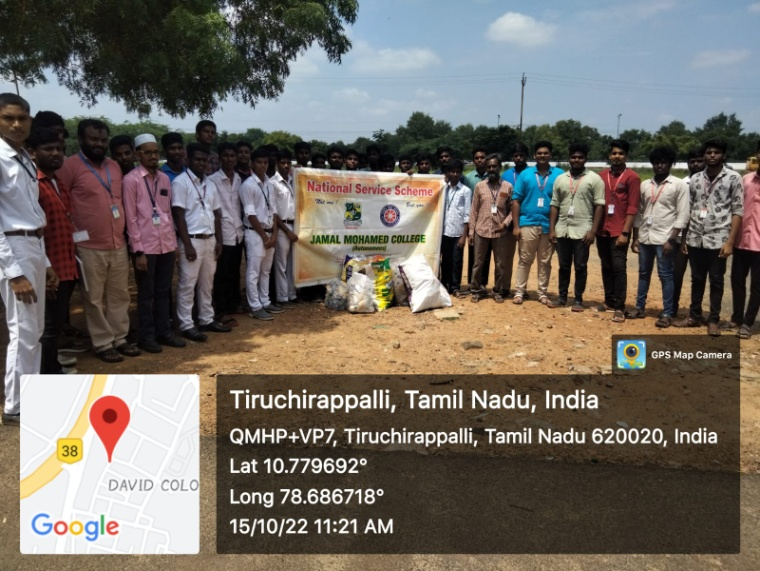 National Service Scheme
Not me
But you
JAMAL MOHAMED COLLEGE
(Autonomous)
GPS Map Camera
38
DAVID COLO
Google
Tiruchirappalli, Tamil Nadu, India
QMHP+VP7, Tiruchirappalli, Tamil Nadu 620020, India
Lat 10.779692°
Long 78.686718°
15/10/22 11:21 AM